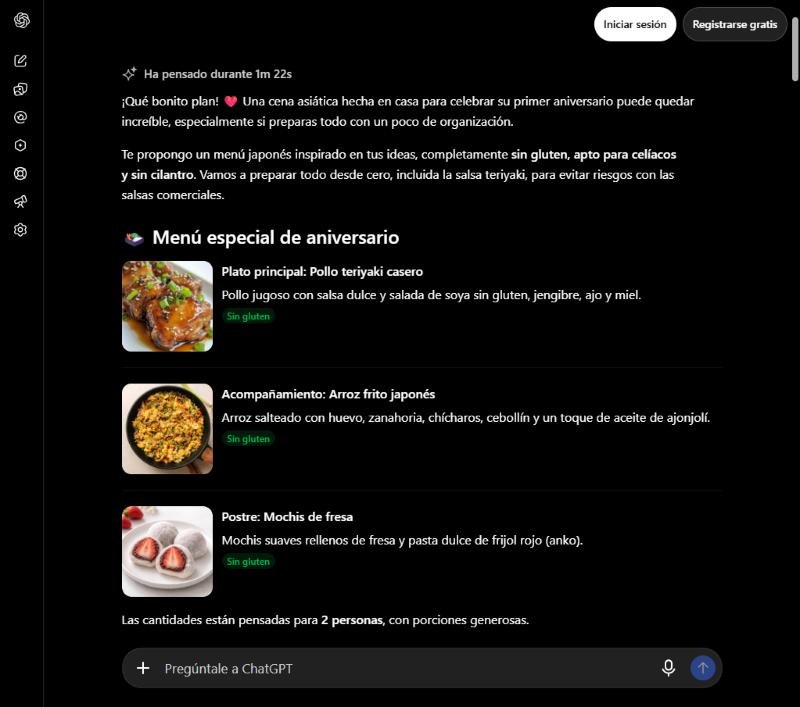 Iniciar sesión
Registrarse gratis
Ha pensado durante 1m 22s
¡Qué bonito plan! ❤️ Una cena asiática hecha en casa para celebrar su primer aniversario puede quedar
increíble, especialmente si preparas todo con un poco de organización.
Te propongo un menú japonés inspirado en tus ideas, completamente sin gluten, apto para celíacos
y sin cilantro. Vamos a preparar todo desde cero, incluida la salsa teriyaki, para evitar riesgos con las
salsas comerciales.
🍱 Menú especial de aniversario
Plato principal: Pollo teriyaki casero
Pollo jugoso con salsa dulce y salada de soya sin gluten, jengibre, ajo y miel.
Sin gluten
Acompañamiento: Arroz frito japonés
Arroz salteado con huevo, zanahoria, chícharos, cebollín y un toque de aceite de ajonjolí.
Sin gluten
Postre: Mochis de fresa
Mochis suaves rellenos de fresa y pasta dulce de frijol rojo (anko).
Sin gluten
Las cantidades están pensadas para 2 personas, con porciones generosas.
Pregúntale a ChatGPT